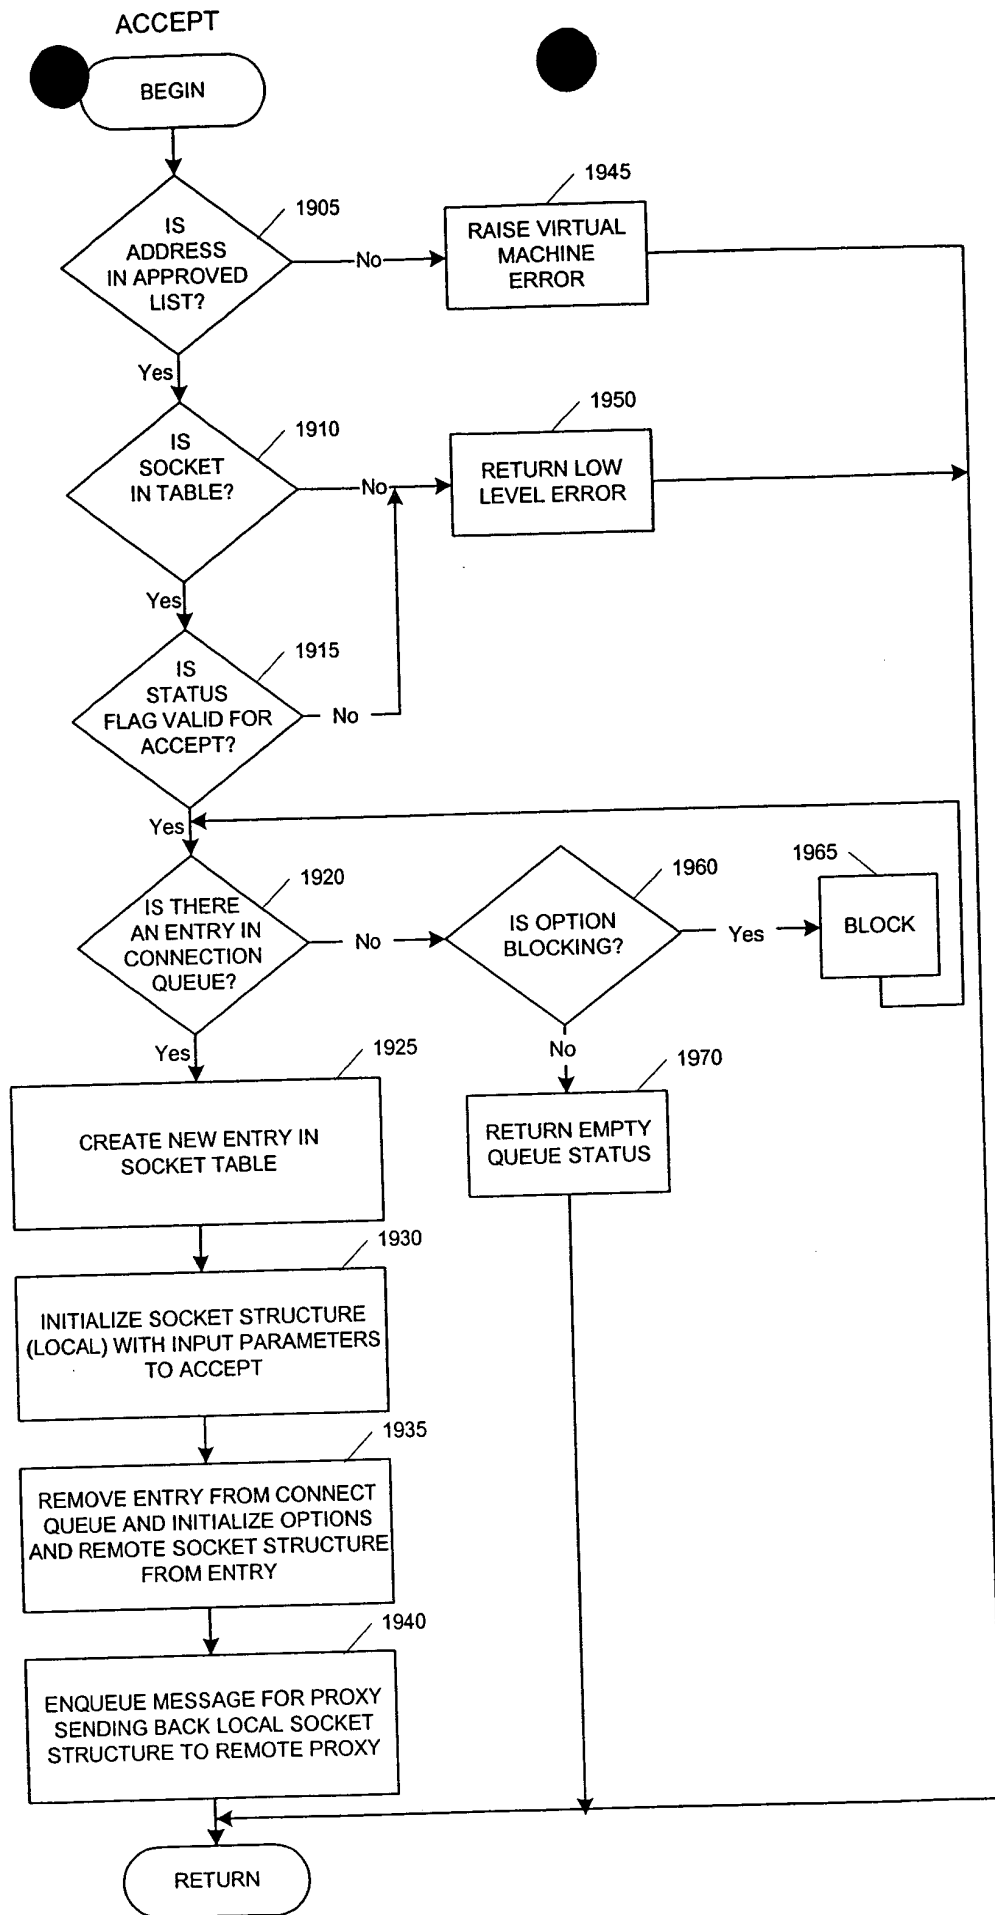 ACCEPT
BEGIN
1905
IS
ADDRESS
IN APPROVED
LIST?
No
1945
RAISE VIRTUAL
MACHINE
ERROR
Yes
1910
IS
SOCKET
IN TABLE?
No
1950
RETURN LOW
LEVEL ERROR
Yes
1915
IS
STATUS
FLAG VALID FOR
ACCEPT?
No
Yes
1920
IS THERE
AN ENTRY IN
CONNECTION
QUEUE?
No
1960
IS OPTION
BLOCKING?
Yes
1965
BLOCK
No
1970
RETURN EMPTY
QUEUE STATUS
Yes
1925
CREATE NEW ENTRY IN
SOCKET TABLE
1930
INITIALIZE SOCKET STRUCTURE
(LOCAL) WITH INPUT PARAMETERS
TO ACCEPT
1935
REMOVE ENTRY FROM CONNECT
QUEUE AND INITIALIZE OPTIONS
AND REMOTE SOCKET STRUCTURE
FROM ENTRY
1940
ENQUEUE MESSAGE FOR PROXY
SENDING BACK LOCAL SOCKET
STRUCTURE TO REMOTE PROXY
RETURN